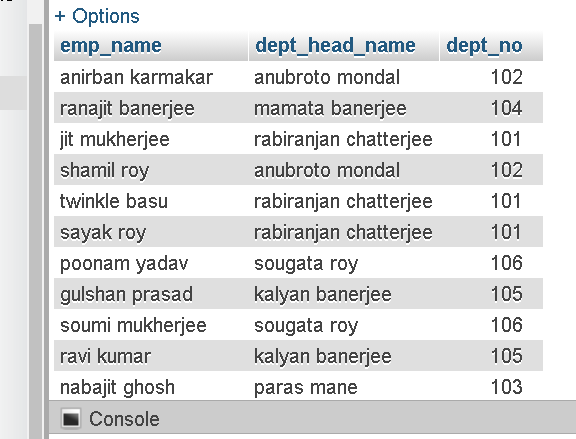 + Options
emp_name dept_head_name dept_no
anirban karmakar anubroto mondal 102
ranajit banerjee mamata banerjee 104
jit mukherjee rabiranjan chatterjee 101
shamil roy anubroto mondal 102
twinkle basu rabiranjan chatterjee 101
sayak roy rabiranjan chatterjee 101
poonam yadav sougata roy 106
gulshan prasad kalyan banerjee 105
soumi mukherjee sougata roy 106
ravi kumar kalyan banerjee 105
nabajit ghosh paras mane 103
Console